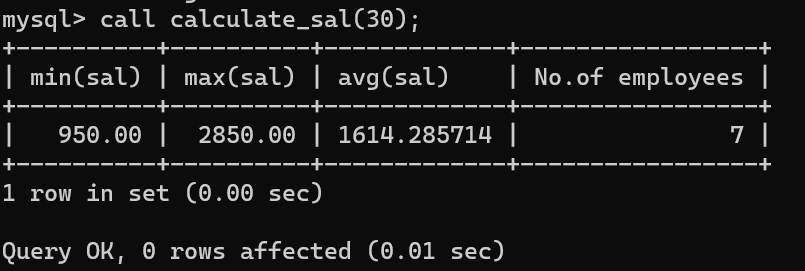 mysql> call calculate_sal(30);
+----------+----------+-------------+-----------------+
| min(sal) | max(sal) | avg(sal)    | No.of employees |
+----------+----------+-------------+-----------------+
|   950.00 |  2850.00 | 1614.285714 |               7 |
+----------+----------+-------------+-----------------+
1 row in set (0.00 sec)

Query OK, 0 rows affected (0.01 sec)